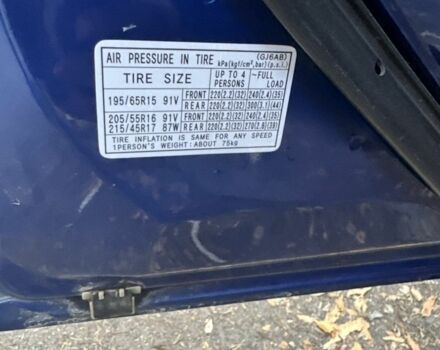 AIR PRESSURE IN TIRE (GJ6AB) kPa(kgf/cm²,bar)(p.s.i.)
TIRE SIZE UP TO 4 PERSONS ~FULL LOAD
195/65R15 91V FRONT 220(2.2)(32) 240(2.4)(35)
REAR 220(2.2)(32) 300(3.1)(44)
205/55R16 91V FRONT 220(2.2)(32) 240(2.4)(35)
215/45R17 87W REAR 220(2.2)(32) 270(2.8)(39)
TIRE INFLATION IS SAME FOR ANY SPEED
1PERSON'S WEIGHT:ABOUT 75kg